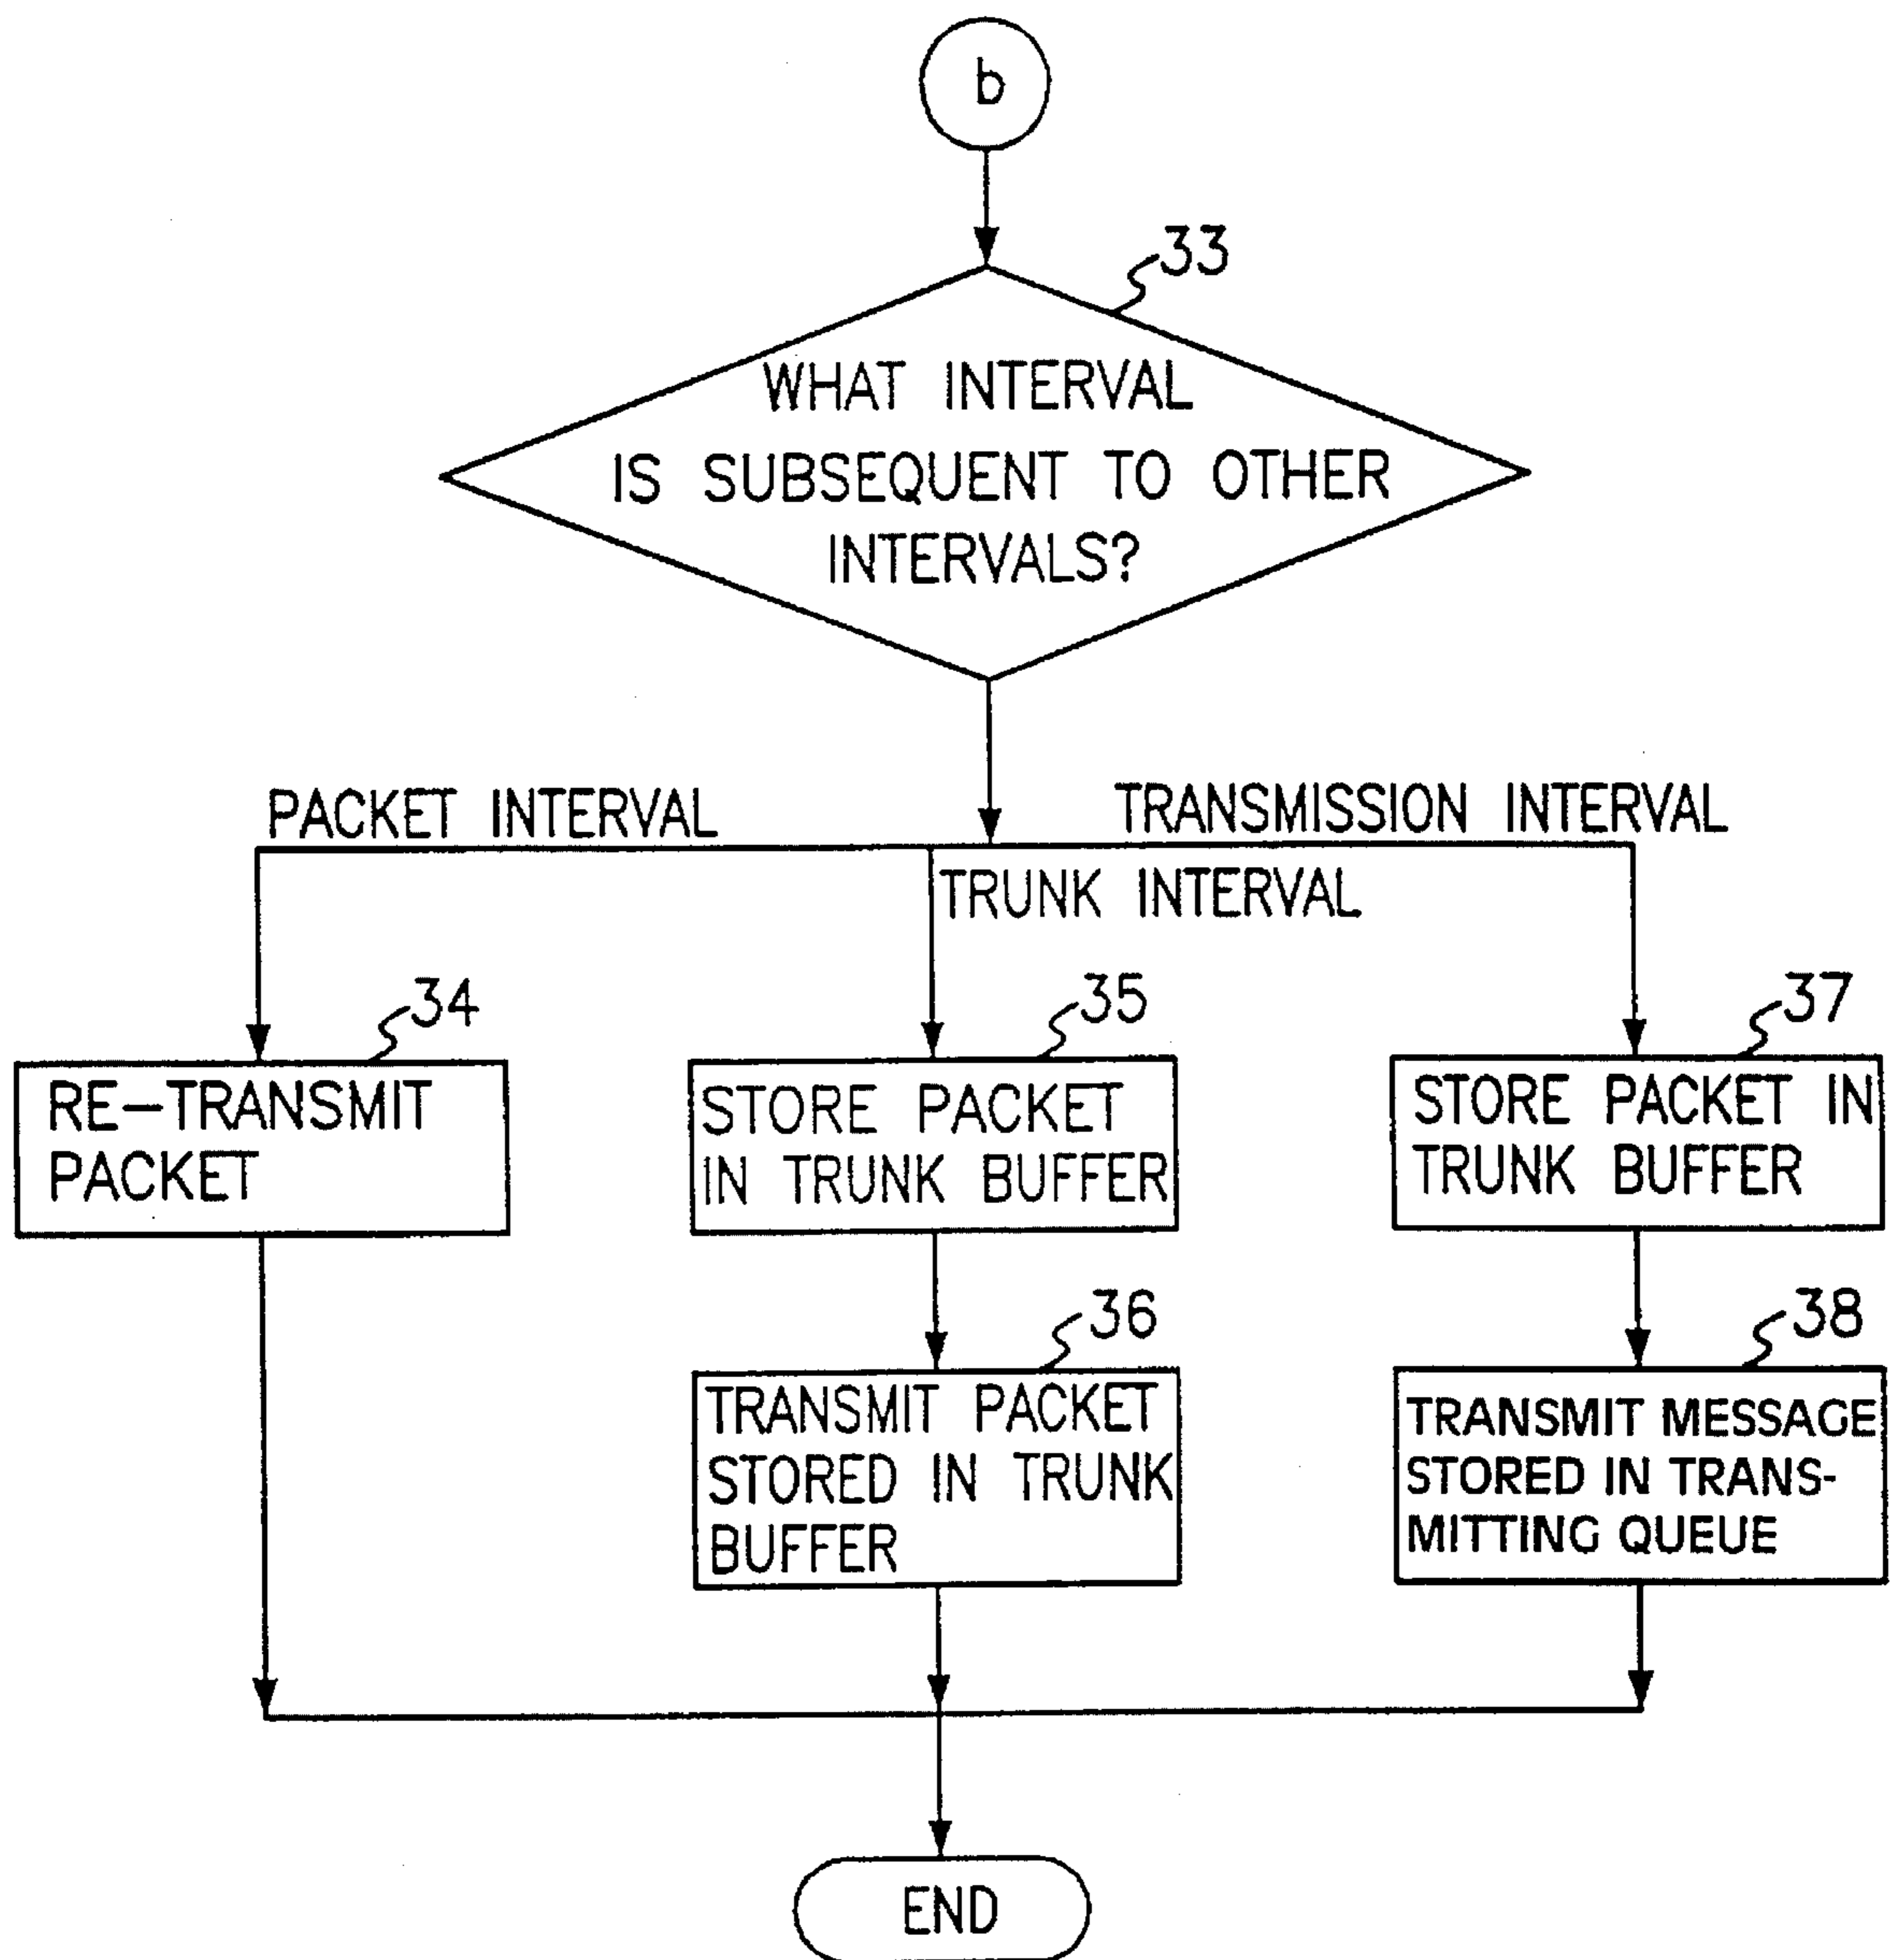 b
33
WHAT INTERVAL
IS SUBSEQUENT TO OTHER
INTERVALS?
PACKET INTERVAL
TRANSMISSION INTERVAL
TRUNK INTERVAL
34
RE-TRANSMIT
PACKET
35
STORE PACKET
IN TRUNK BUFFER
37
STORE PACKET IN
TRUNK BUFFER
36
TRANSMIT PACKET
STORED IN TRUNK
BUFFER
38
TRANSMIT MESSAGE
STORED IN TRANS-
MITTING QUEUE
END